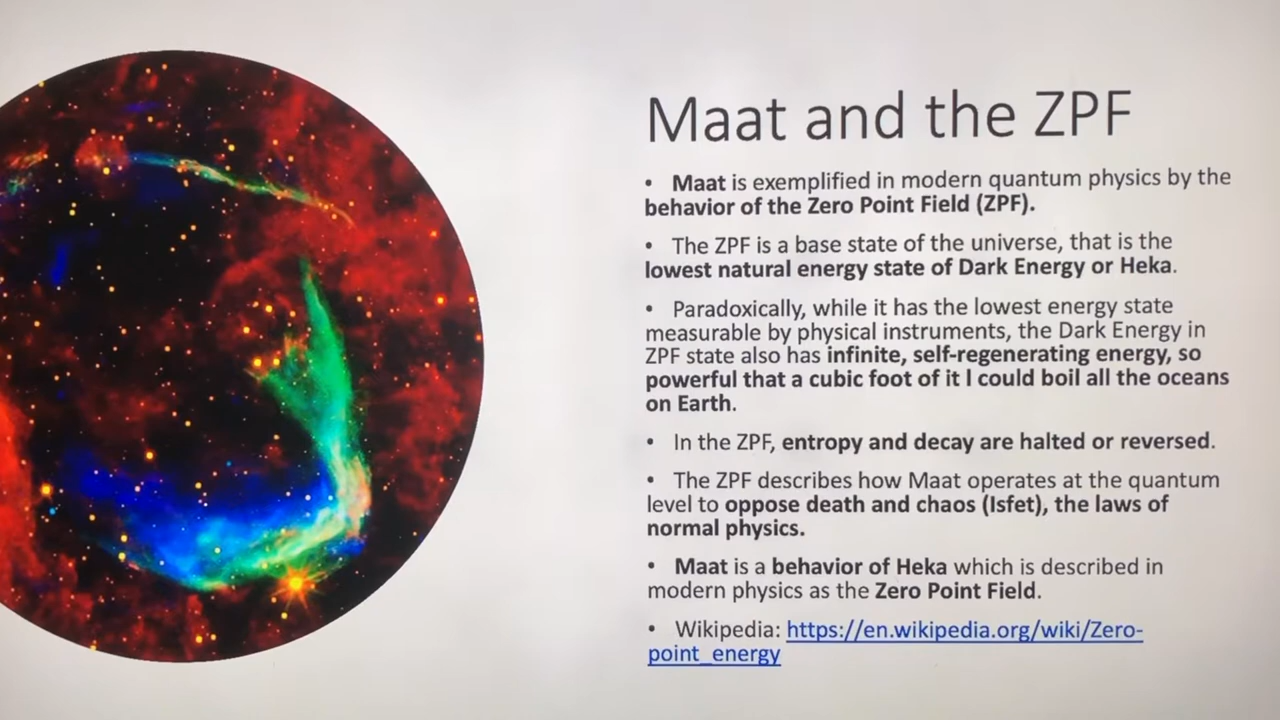 Maat and the ZPF
• Maat is exemplified in modern quantum physics by the
behavior of the Zero Point Field (ZPF).
• The ZPF is a base state of the universe, that is the
lowest natural energy state of Dark Energy or Heka.
• Paradoxically, while it has the lowest energy state
measurable by physical instruments, the Dark Energy in
ZPF state also has infinite, self-regenerating energy, so
powerful that a cubic foot of it I could boil all the oceans
on Earth.
• In the ZPF, entropy and decay are halted or reversed.
• The ZPF describes how Maat operates at the quantum
level to oppose death and chaos (Isfet), the laws of
normal physics.
• Maat is a behavior of Heka which is described in
modern physics as the Zero Point Field.
• Wikipedia: https://en.wikipedia.org/wiki/Zero-
point_energy